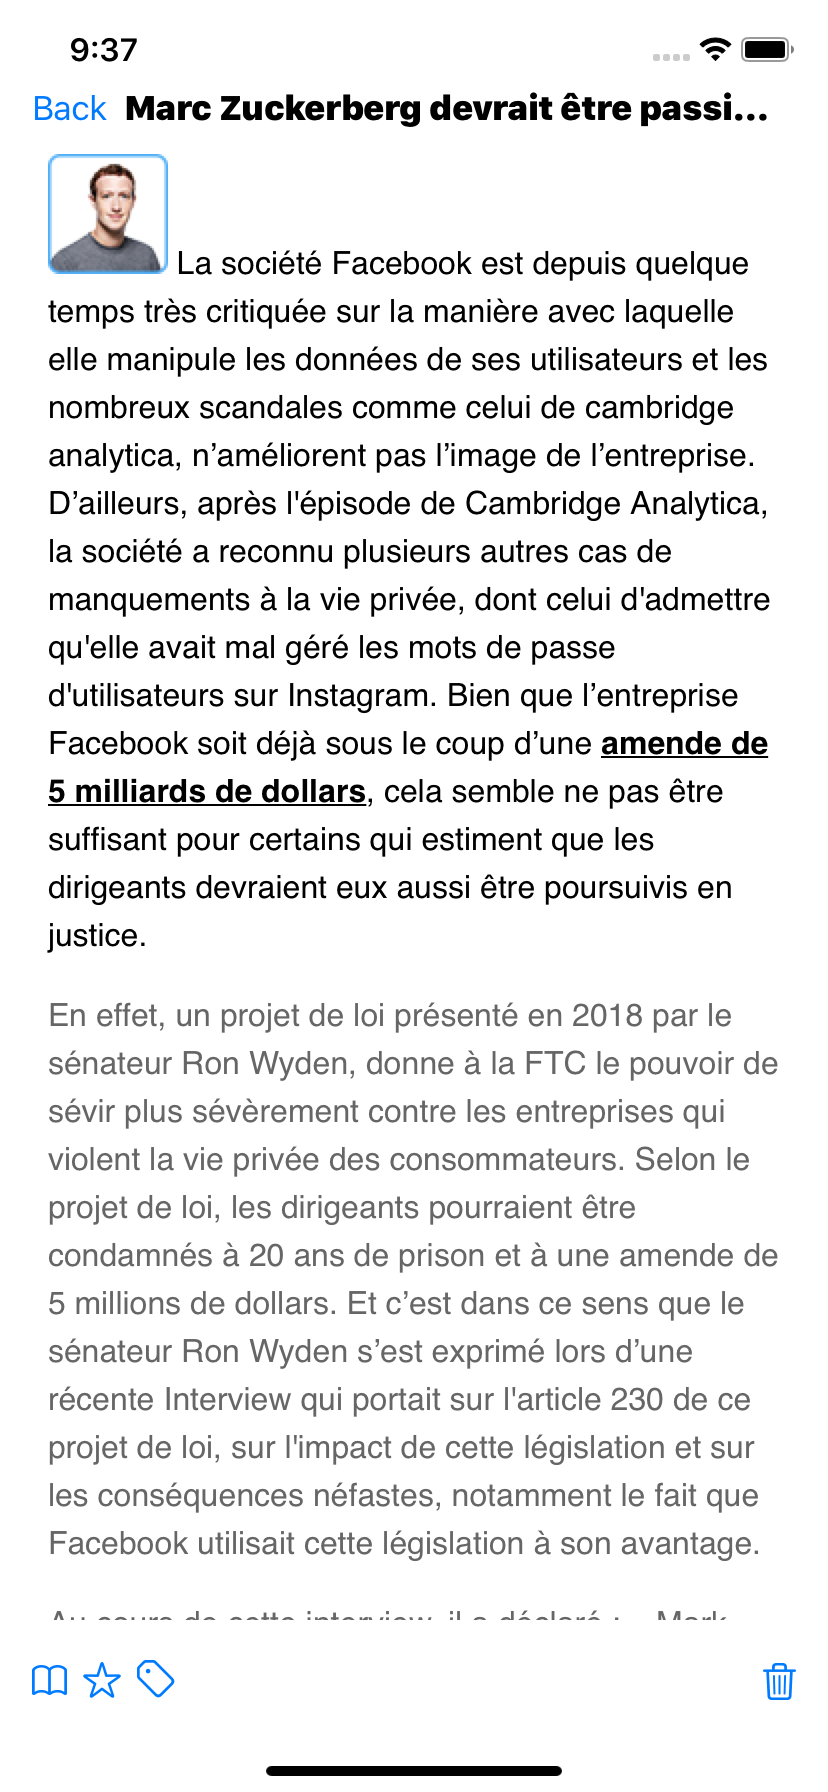 9:37
Back Marc Zuckerberg devrait être passi...
La société Facebook est depuis quelque
temps très critiquée sur la manière avec laquelle
elle manipule les données de ses utilisateurs et les
nombreux scandales comme celui de cambridge
analytica, n’améliorent pas l’image de l’entreprise.
D’ailleurs, après l'épisode de Cambridge Analytica,
la société a reconnu plusieurs autres cas de
manquements à la vie privée, dont celui d'admettre
qu'elle avait mal géré les mots de passe
d'utilisateurs sur Instagram. Bien que l’entreprise
Facebook soit déjà sous le coup d’une amende de
5 milliards de dollars, cela semble ne pas être
suffisant pour certains qui estiment que les
dirigeants devraient eux aussi être poursuivis en
justice.
En effet, un projet de loi présenté en 2018 par le
sénateur Ron Wyden, donne à la FTC le pouvoir de
sévir plus sévèrement contre les entreprises qui
violent la vie privée des consommateurs. Selon le
projet de loi, les dirigeants pourraient être
condamnés à 20 ans de prison et à une amende de
5 millions de dollars. Et c’est dans ce sens que le
sénateur Ron Wyden s’est exprimé lors d’une
récente Interview qui portait sur l'article 230 de ce
projet de loi, sur l'impact de cette législation et sur
les conséquences néfastes, notamment le fait que
Facebook utilisait cette législation à son avantage.
Au cours de cette interview, il a déclaré : Mark